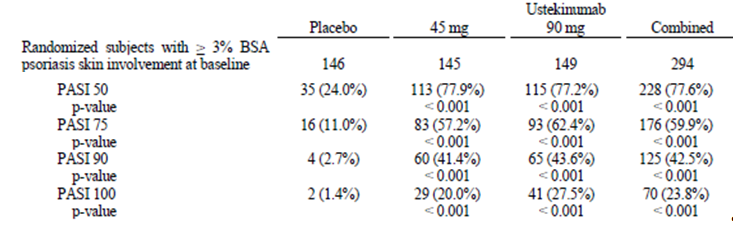 Ustekinumab
Placebo 45 mg 90 mg Combined
Randomized subjects with ≥ 3% BSA
psoriasis skin involvement at baseline 146 145 149 294
PASI 50 35 (24.0%) 113 (77.9%) 115 (77.2%) 228 (77.6%)
p-value < 0.001 < 0.001 < 0.001
PASI 75 16 (11.0%) 83 (57.2%) 93 (62.4%) 176 (59.9%)
p-value < 0.001 < 0.001 < 0.001
PASI 90 4 (2.7%) 60 (41.4%) 65 (43.6%) 125 (42.5%)
p-value < 0.001 < 0.001 < 0.001
PASI 100 2 (1.4%) 29 (20.0%) 41 (27.5%) 70 (23.8%)
p-value < 0.001 < 0.001 < 0.001